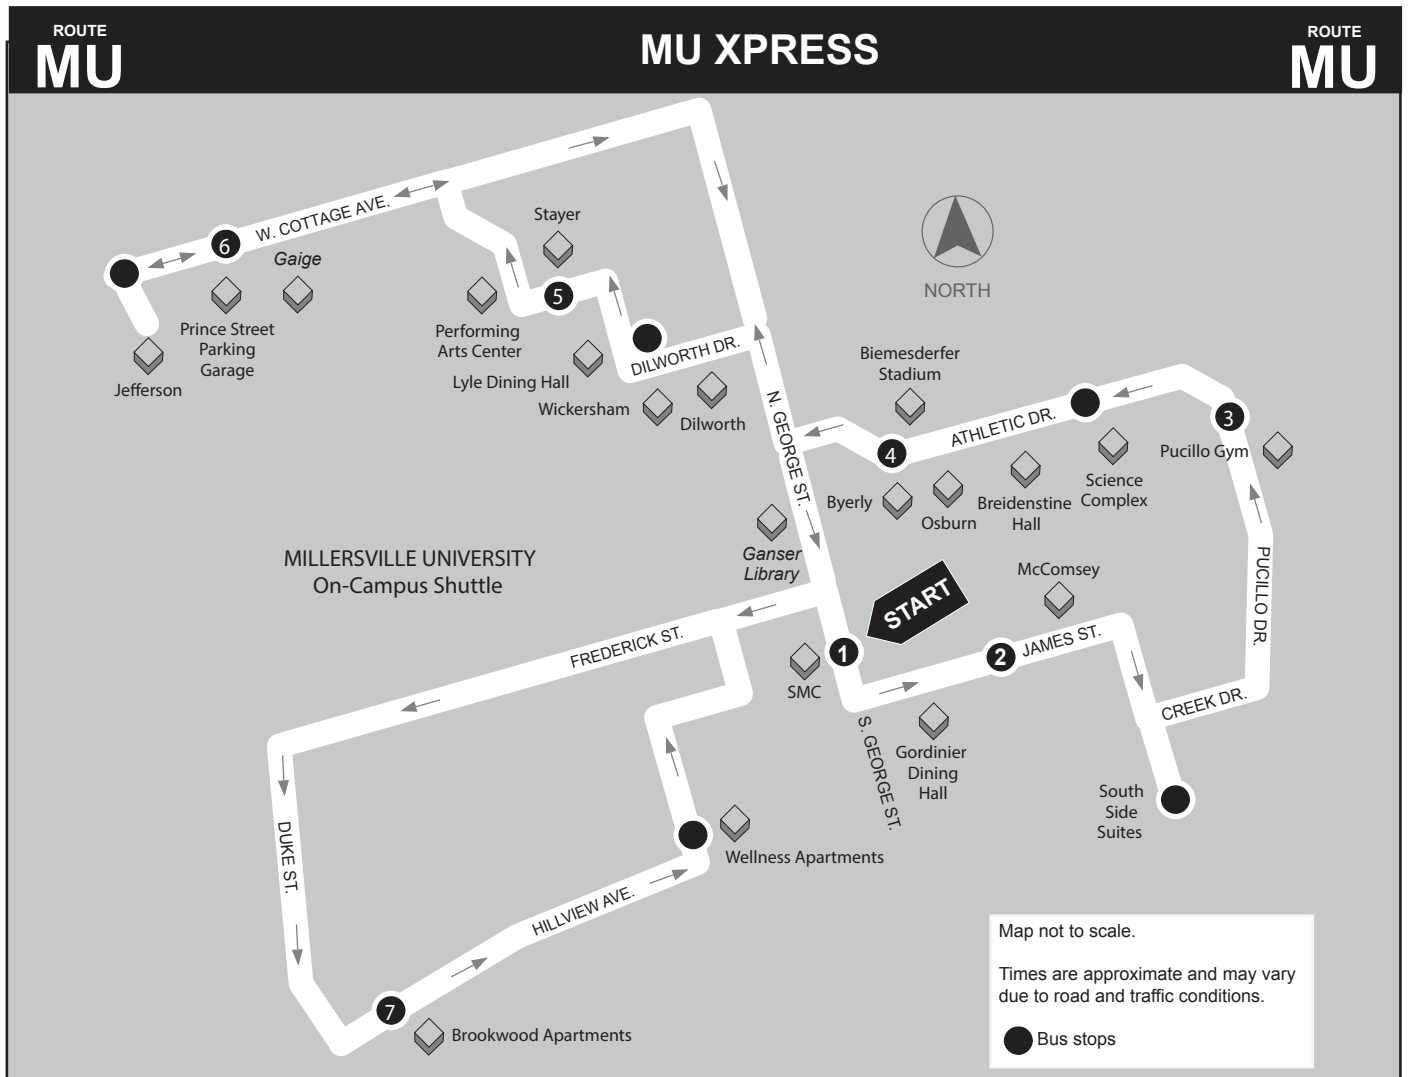 ROUTE
MU
MU XPRESS
ROUTE
MU
W. COTTAGE AVE.
6
Gaige
Stayer
5
Prince Street
Parking
Garage
Jefferson
Performing
Arts Center
Lyle Dining Hall
Wickersham
Dilworth
DILWORTH DR.
NORTH
Biemesderfer
Stadium
N. GEORGE ST.
ATHLETIC DR.
3
4
Pucillo Gym
Byerly
Osburn
Breidenstine
Hall
Science
Complex
Ganser
Library
MILLERSVILLE UNIVERSITY
On-Campus Shuttle
McComsey
PUCILLO DR.
START
FREDERICK ST.
1
2
JAMES ST.
SMC
CREEK DR.
S. GEORGE ST.
Gordinier
Dining
Hall
South
Side
Suites
DUKE ST.
Wellness Apartments
HILLVIEW AVE.
7
Brookwood Apartments
Map not to scale.
Times are approximate and may vary
due to road and traffic conditions.
Bus stops